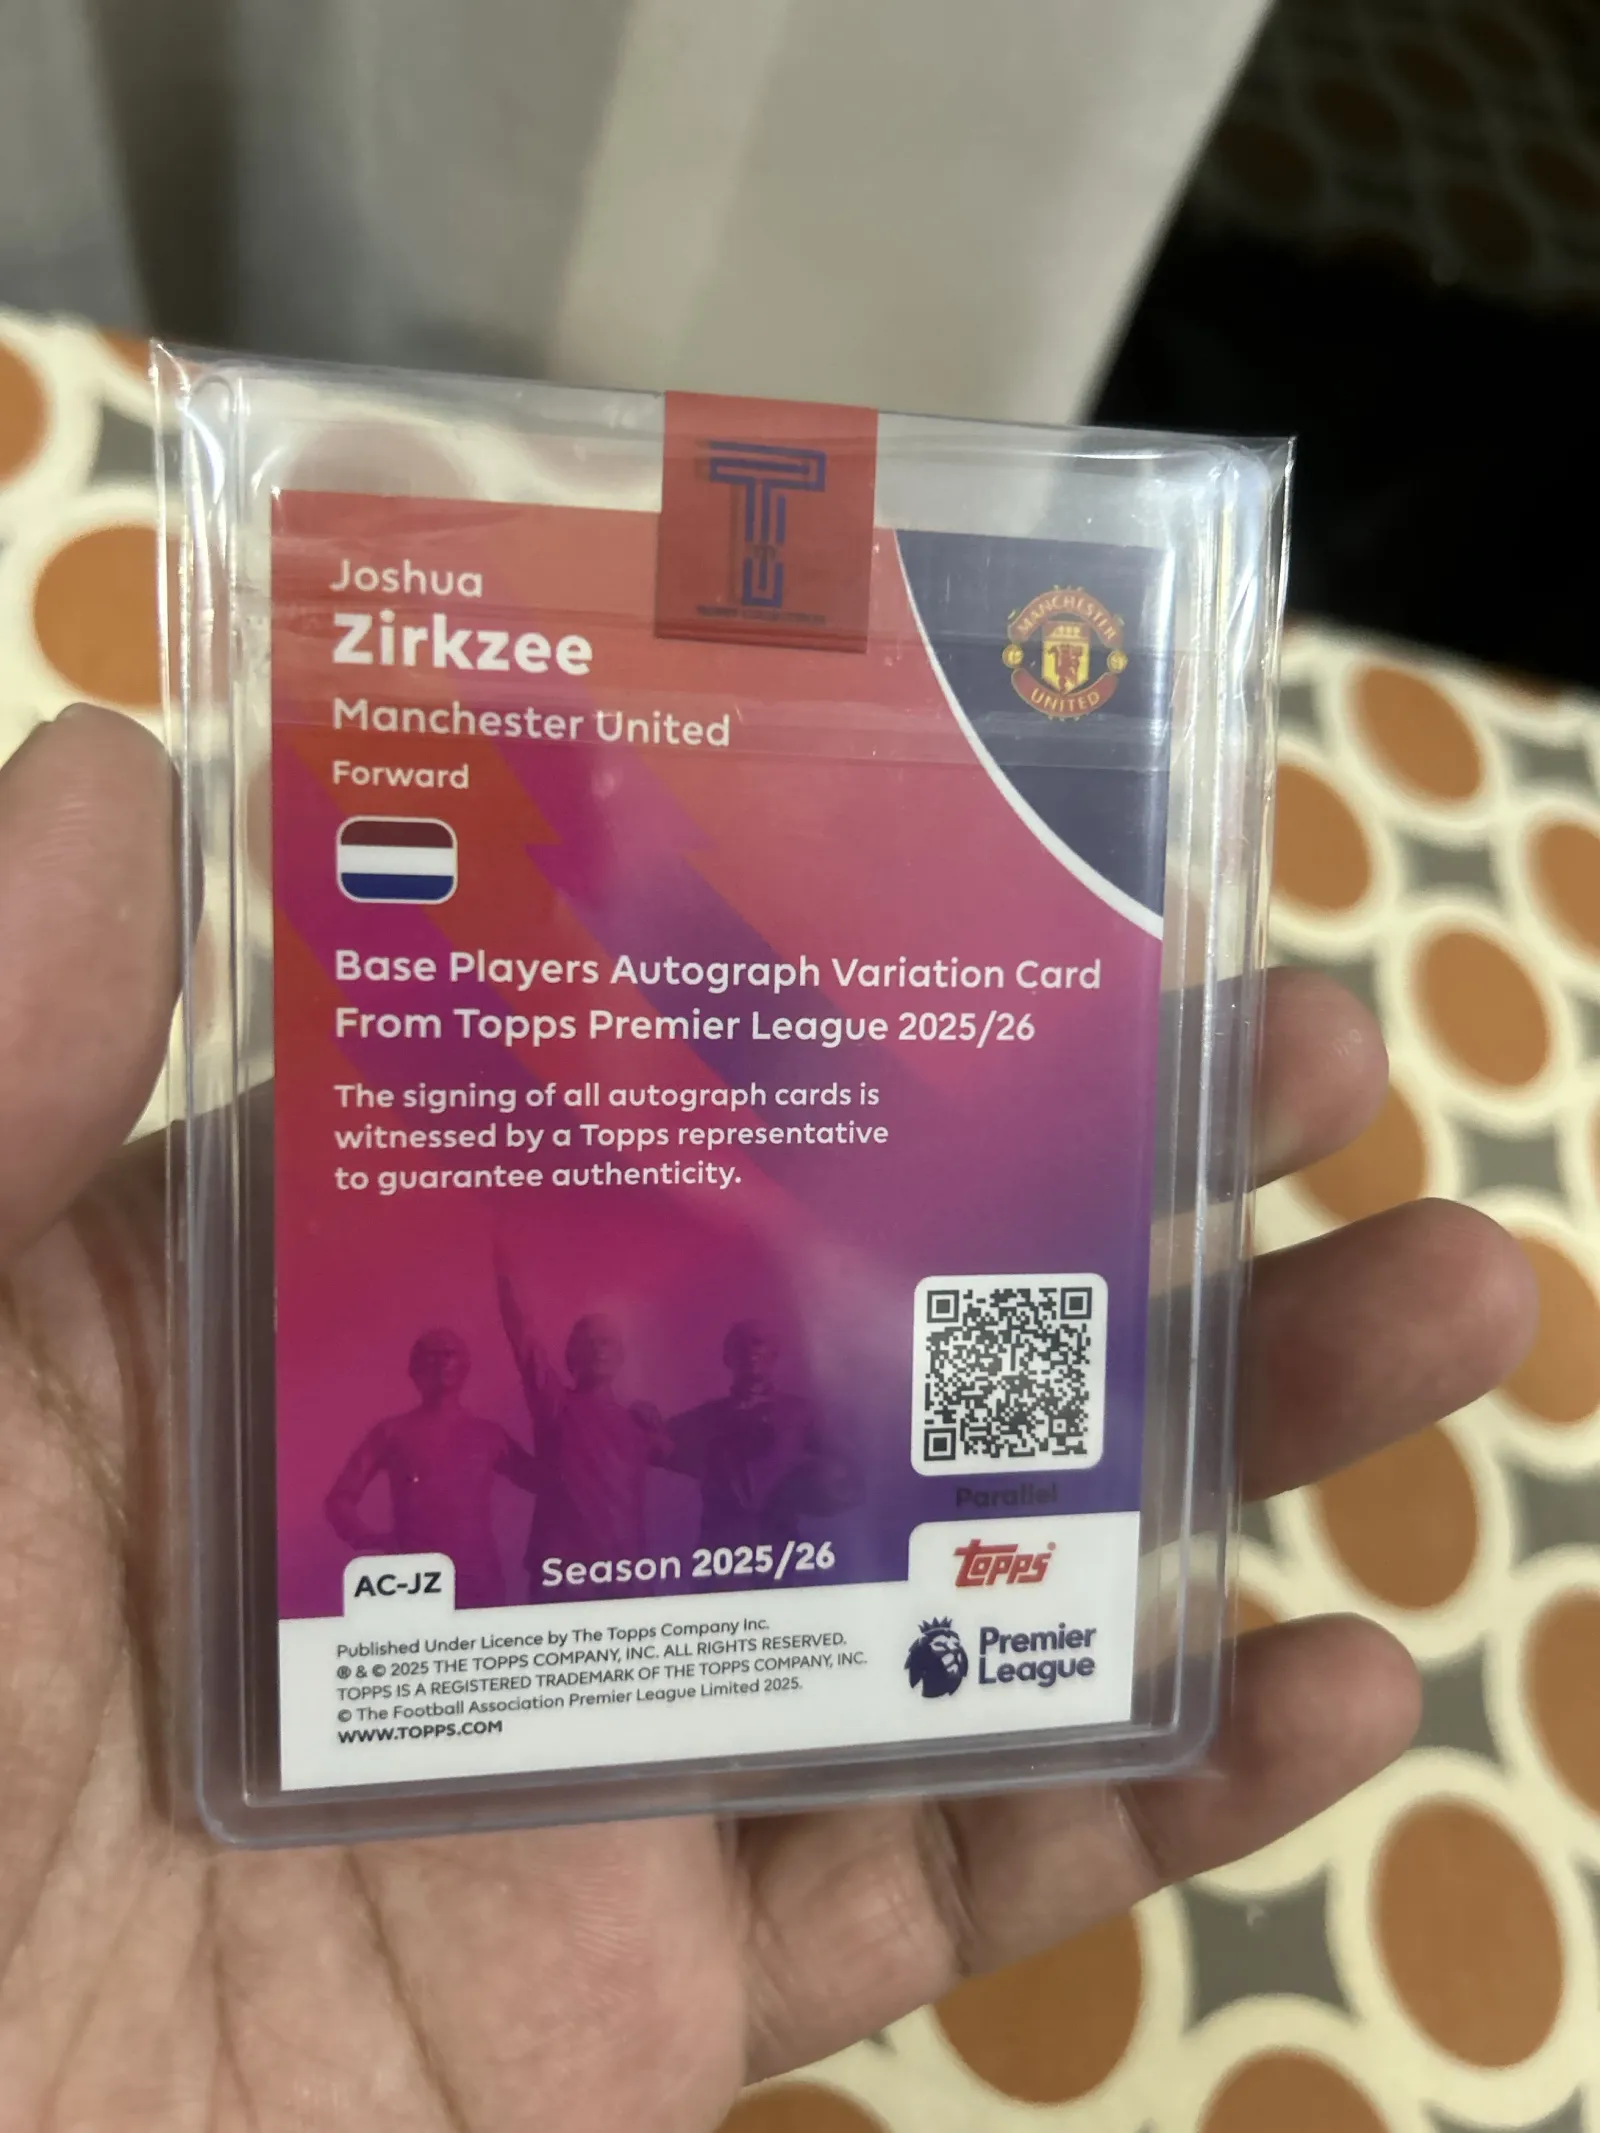 Joshua
Zirkzee
Manchester United
Forward
MANCHESTER
UNITED
Base Players Autograph Variation Card
From Topps Premier League 2025/26
The signing of all autograph cards is
witnessed by a Topps representative
to guarantee authenticity.
Parallel
AC-JZ
Season 2025/26
topps
Published Under Licence by The Topps Company Inc.
® & © 2025 THE TOPPS COMPANY, INC. ALL RIGHTS RESERVED.
TOPPS IS A REGISTERED TRADEMARK OF THE TOPPS COMPANY, INC.
© The Football Association Premier League Limited 2025.
WWW.TOPPS.COM
Premier
League